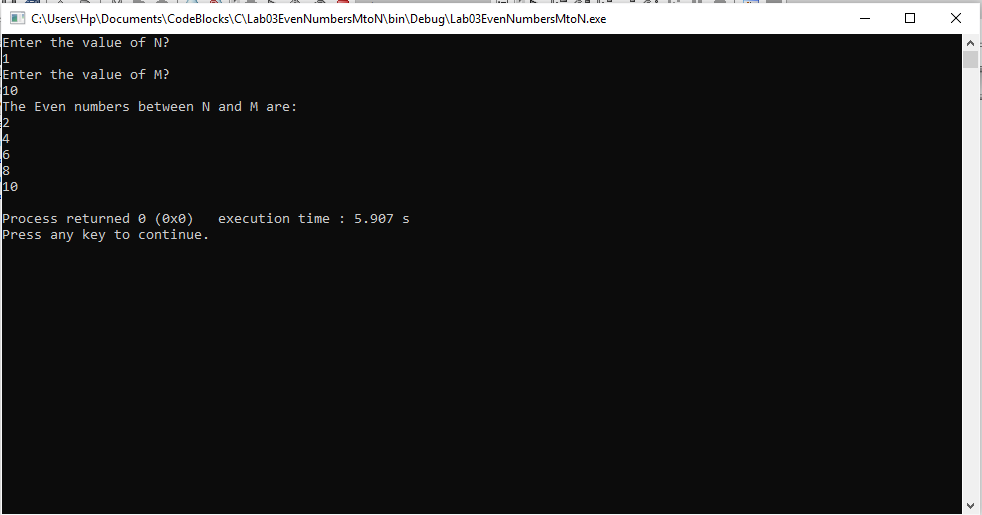 C:\Users\Hp\Documents\CodeBlocks\C\Lab03EvenNumbersMtoN\bin\Debug\Lab03EvenNumbersMtoN.exe
Enter the value of N?
1
Enter the value of M?
10
The Even numbers between N and M are:
2
4
6
8
10
Process returned 0 (0x0)   execution time : 5.907 s
Press any key to continue.